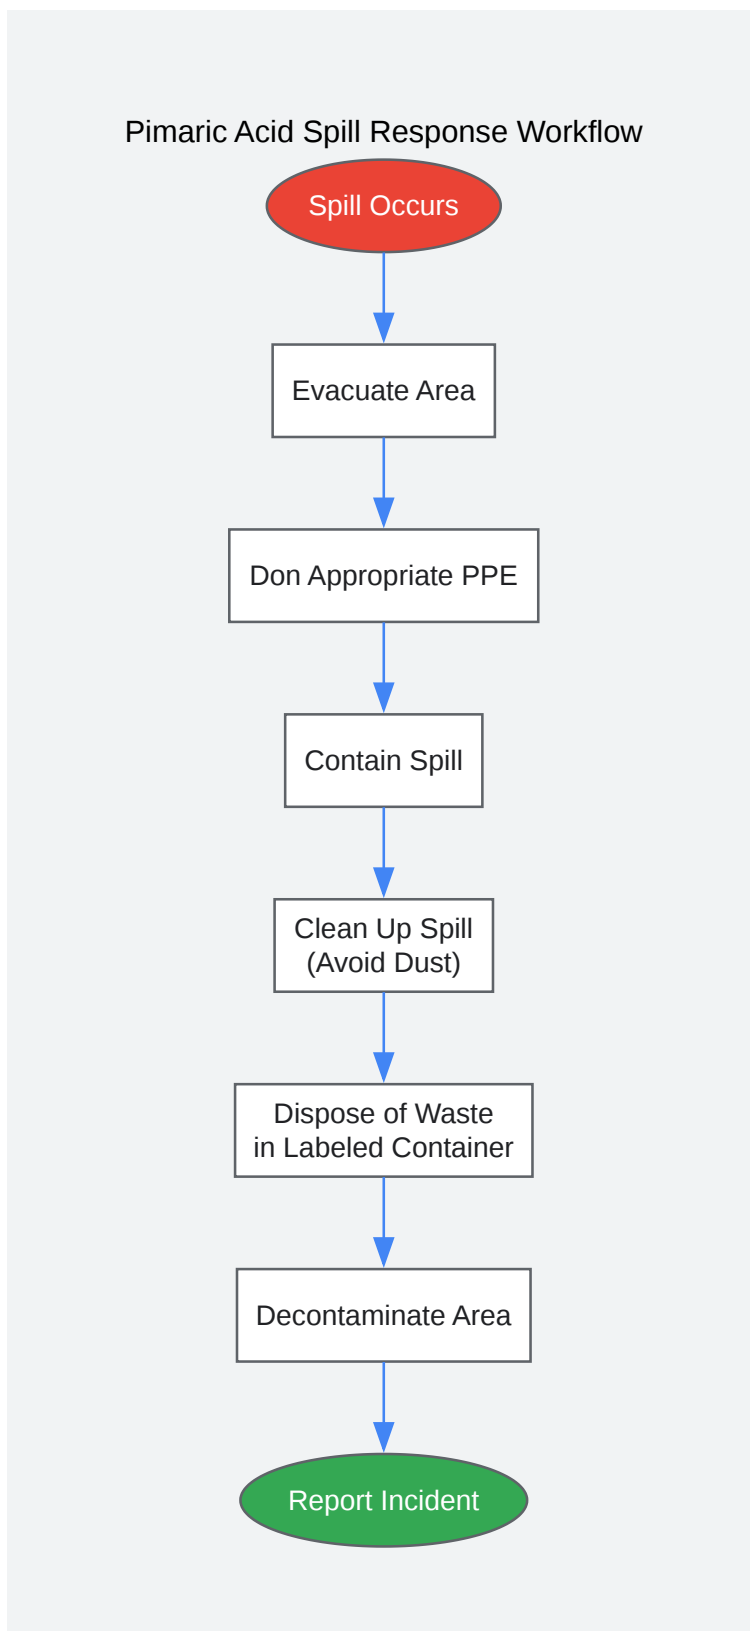 Pimaric Acid Spill Response Workflow
Spill Occurs
Evacuate Area
Don Appropriate PPE
Contain Spill
Clean Up Spill
(Avoid Dust)
Dispose of Waste
in Labeled Container
Decontaminate Area
Report Incident